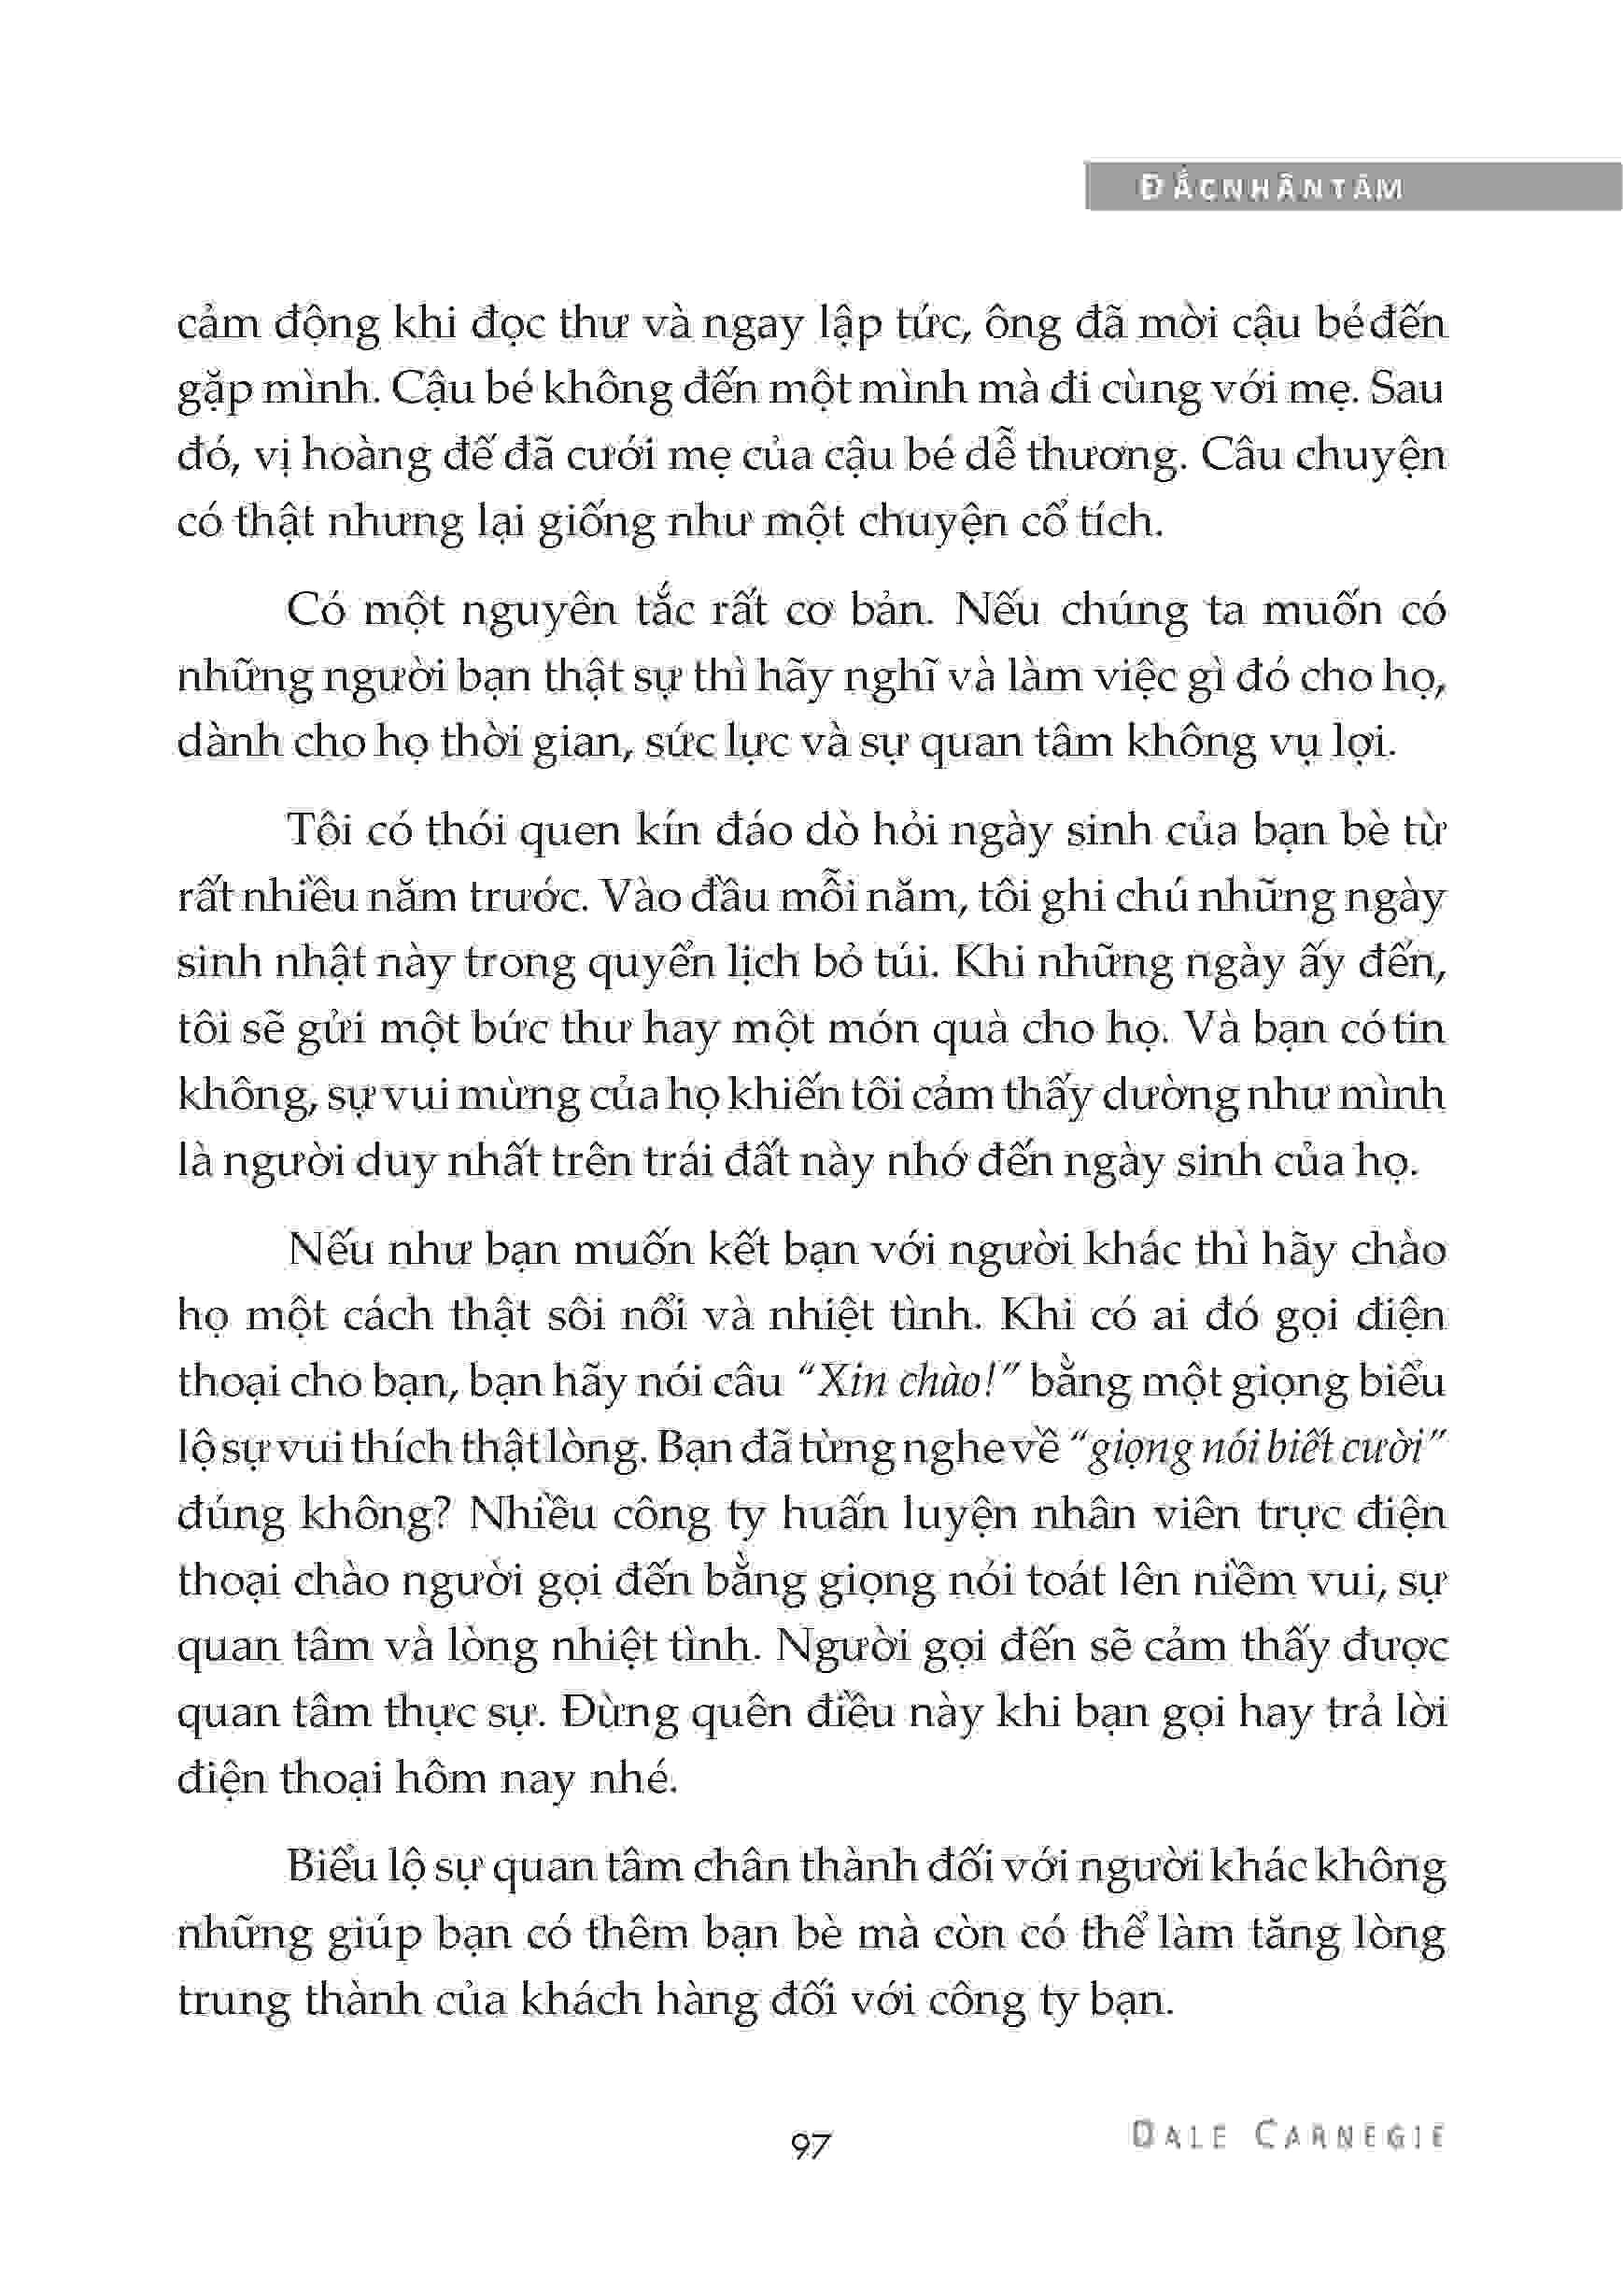 ĐẮC NHÂN TÂM
cảm động khi đọc thư và ngay lập tức, ông đã mời cậu bé đến
gặp mình. Cậu bé không đến một mình mà đi cùng với mẹ. Sau
đó, vị hoàng đế đã cưới mẹ của cậu bé dễ thương. Câu chuyện
có thật nhưng lại giống như một chuyện cổ tích.
Có một nguyên tắc rất cơ bản. Nếu chúng ta muốn có
những người bạn thật sự thì hãy nghĩ và làm việc gì đó cho họ,
dành cho họ thời gian, sức lực và sự quan tâm không vụ lợi.
Tôi có thói quen kín đáo dò hỏi ngày sinh của bạn bè từ
rất nhiều năm trước. Vào đầu mỗi năm, tôi ghi chú những ngày
sinh nhật này trong quyển lịch bỏ túi. Khi những ngày ấy đến,
tôi sẽ gửi một bức thư hay một món quà cho họ. Và bạn có tin
không, sự vui mừng của họ khiến tôi cảm thấy dường như mình
là người duy nhất trên trái đất này nhớ đến ngày sinh của họ.
Nếu như bạn muốn kết bạn với người khác thì hãy chào
họ một cách thật sôi nổi và nhiệt tình. Khi có ai đó gọi điện
thoại cho bạn, bạn hãy nói câu “Xin chào!” bằng một giọng biểu
lộ sự vui thích thật lòng. Bạn đã từng nghe về “giọng nói biết cười”
đúng không? Nhiều công ty huấn luyện nhân viên trực điện
thoại chào người gọi đến bằng giọng nói toát lên niềm vui, sự
quan tâm và lòng nhiệt tình. Người gọi đến sẽ cảm thấy được
quan tâm thực sự. Đừng quên điều này khi bạn gọi hay trả lời
điện thoại hôm nay nhé.
Biểu lộ sự quan tâm chân thành đối với người khác không
những giúp bạn có thêm bạn bè mà còn có thể làm tăng lòng
trung thành của khách hàng đối với công ty bạn.
97
DALE CARNEGIE